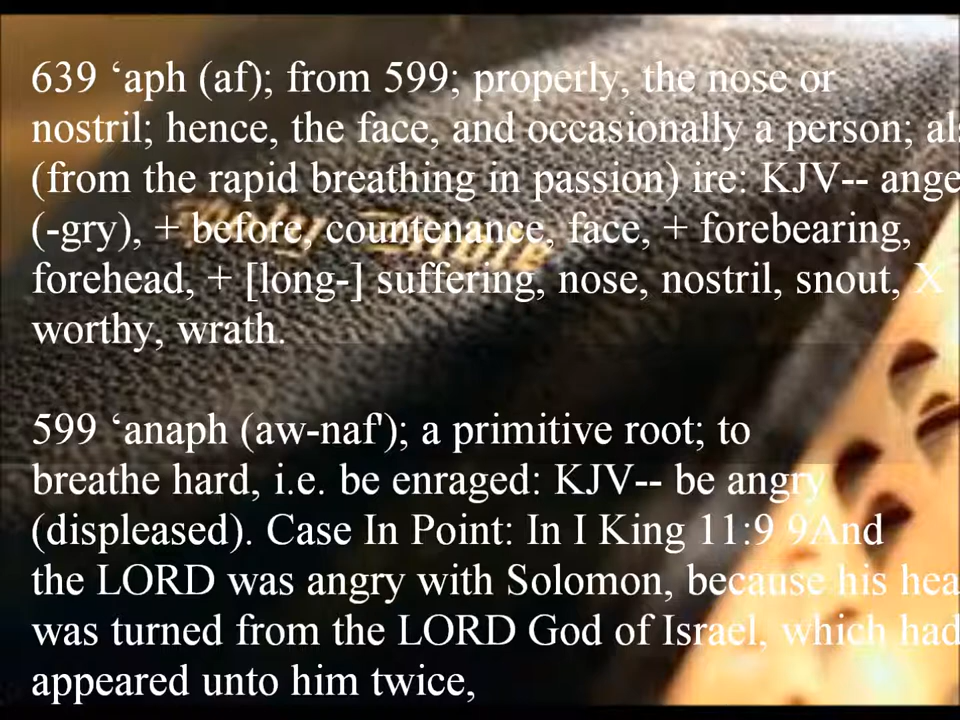 639 ‘aph (af); from 599; properly, the nose or
nostril; hence, the face, and occasionally a person; als
(from the rapid breathing in passion) ire: KJV-- ange
(-gry), + before, countenance, face, + forebearing,
forehead, + [long-] suffering, nose, nostril, snout, X
worthy, wrath.
599 ‘anaph (aw-naf'); a primitive root; to
breathe hard, i.e. be enraged: KJV-- be angry
(displeased). Case In Point: In I King 11:9 9And
the LORD was angry with Solomon, because his hea
was turned from the LORD God of Israel, which had
appeared unto him twice,